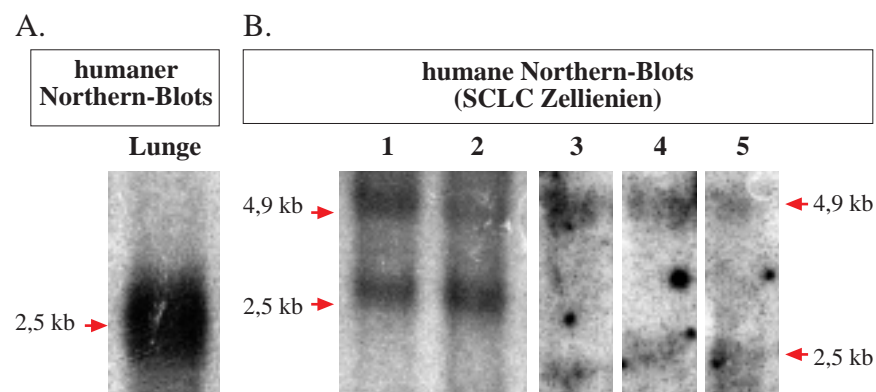 A.
humaner
Northern-Blots
Lunge
2,5 kb
B.
humane Northern-Blots
(SCLC Zellienien)
1 2 3 4 5
4,9 kb
2,5 kb
4,9 kb
2,5 kb